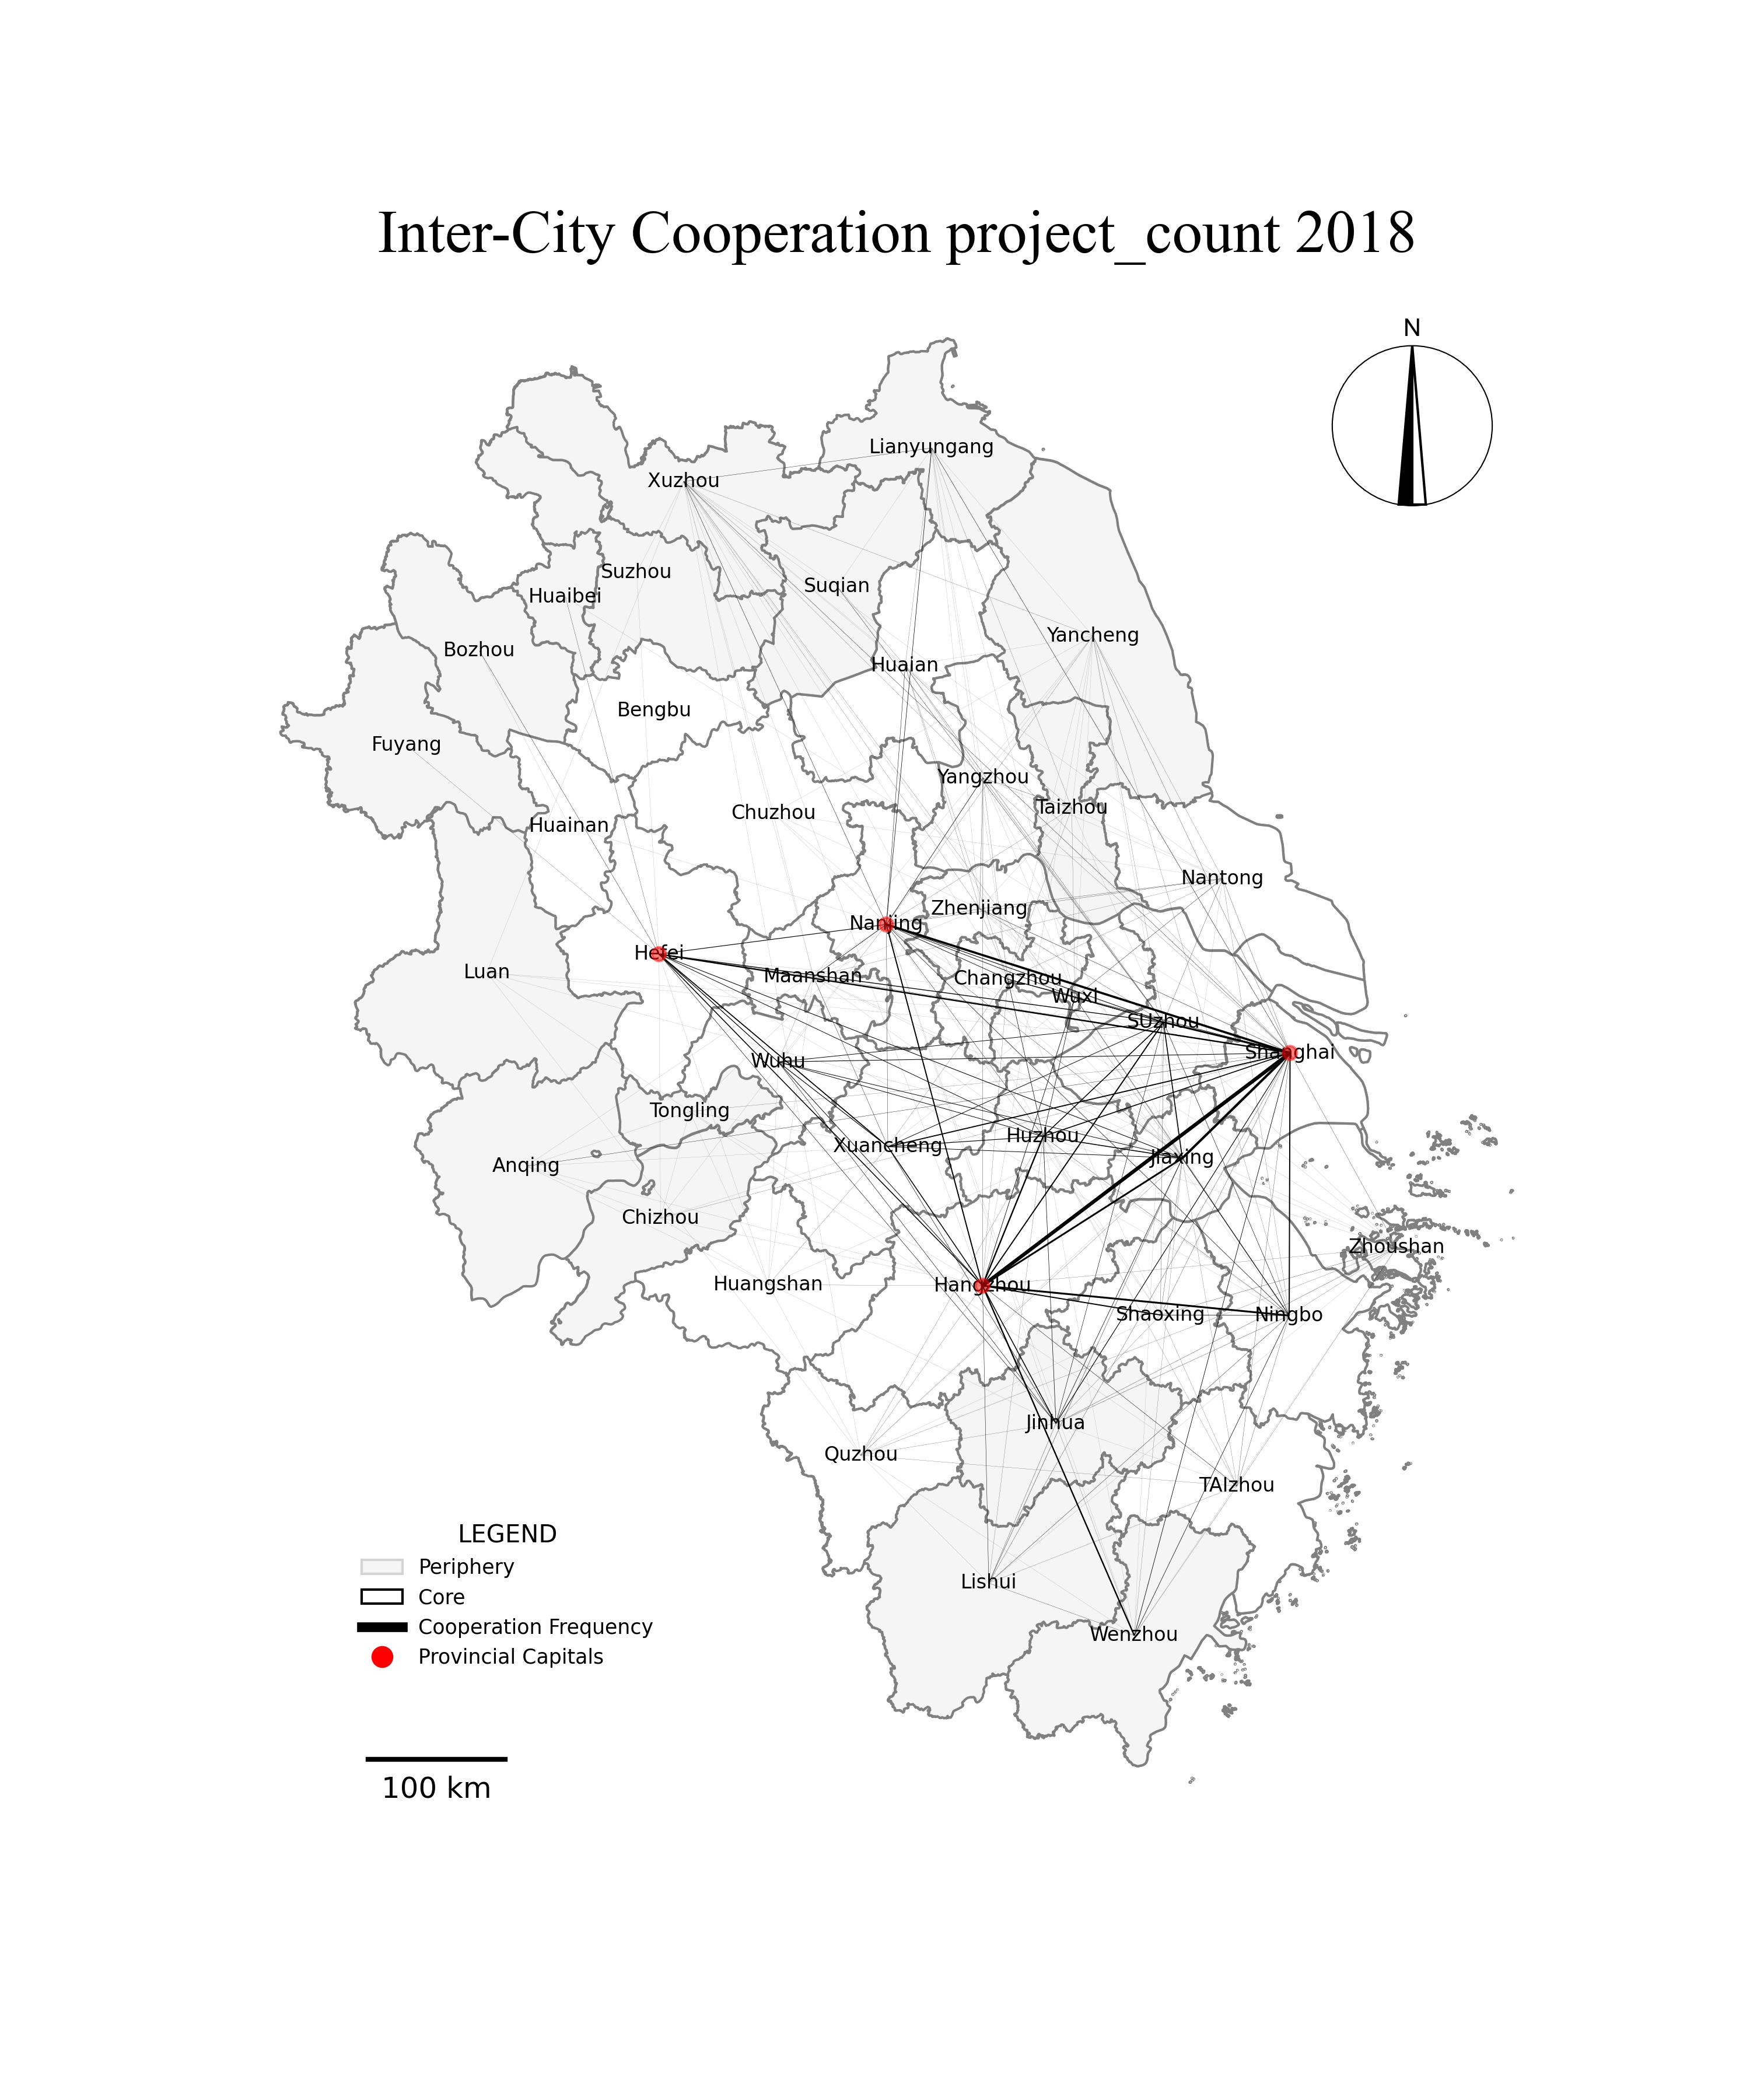 Inter-City Cooperation project_count 2018
N
Lianyungang
Xuzhou
Suzhou
Suqian
Huaibei
Yancheng
Bozhou
Huaian
Bengbu
Fuyang
Yangzhou
Taizhou
Chuzhou
Huainan
Nantong
Zhenjiang
Nanjing
Hefei
Luan
Maanshan
Changzhou
Wuxi
SUzhou
Shanghai
Wuhu
Tongling
Huzhou
Xuancheng
Jiaxing
Anqing
Chizhou
Zhoushan
Huangshan
Hangzhou
Shaoxing
Ningbo
Jinhua
Quzhou
TAIzhou
Lishui
Wenzhou
LEGEND
Periphery
Core
Cooperation Frequency
Provincial Capitals
100 km